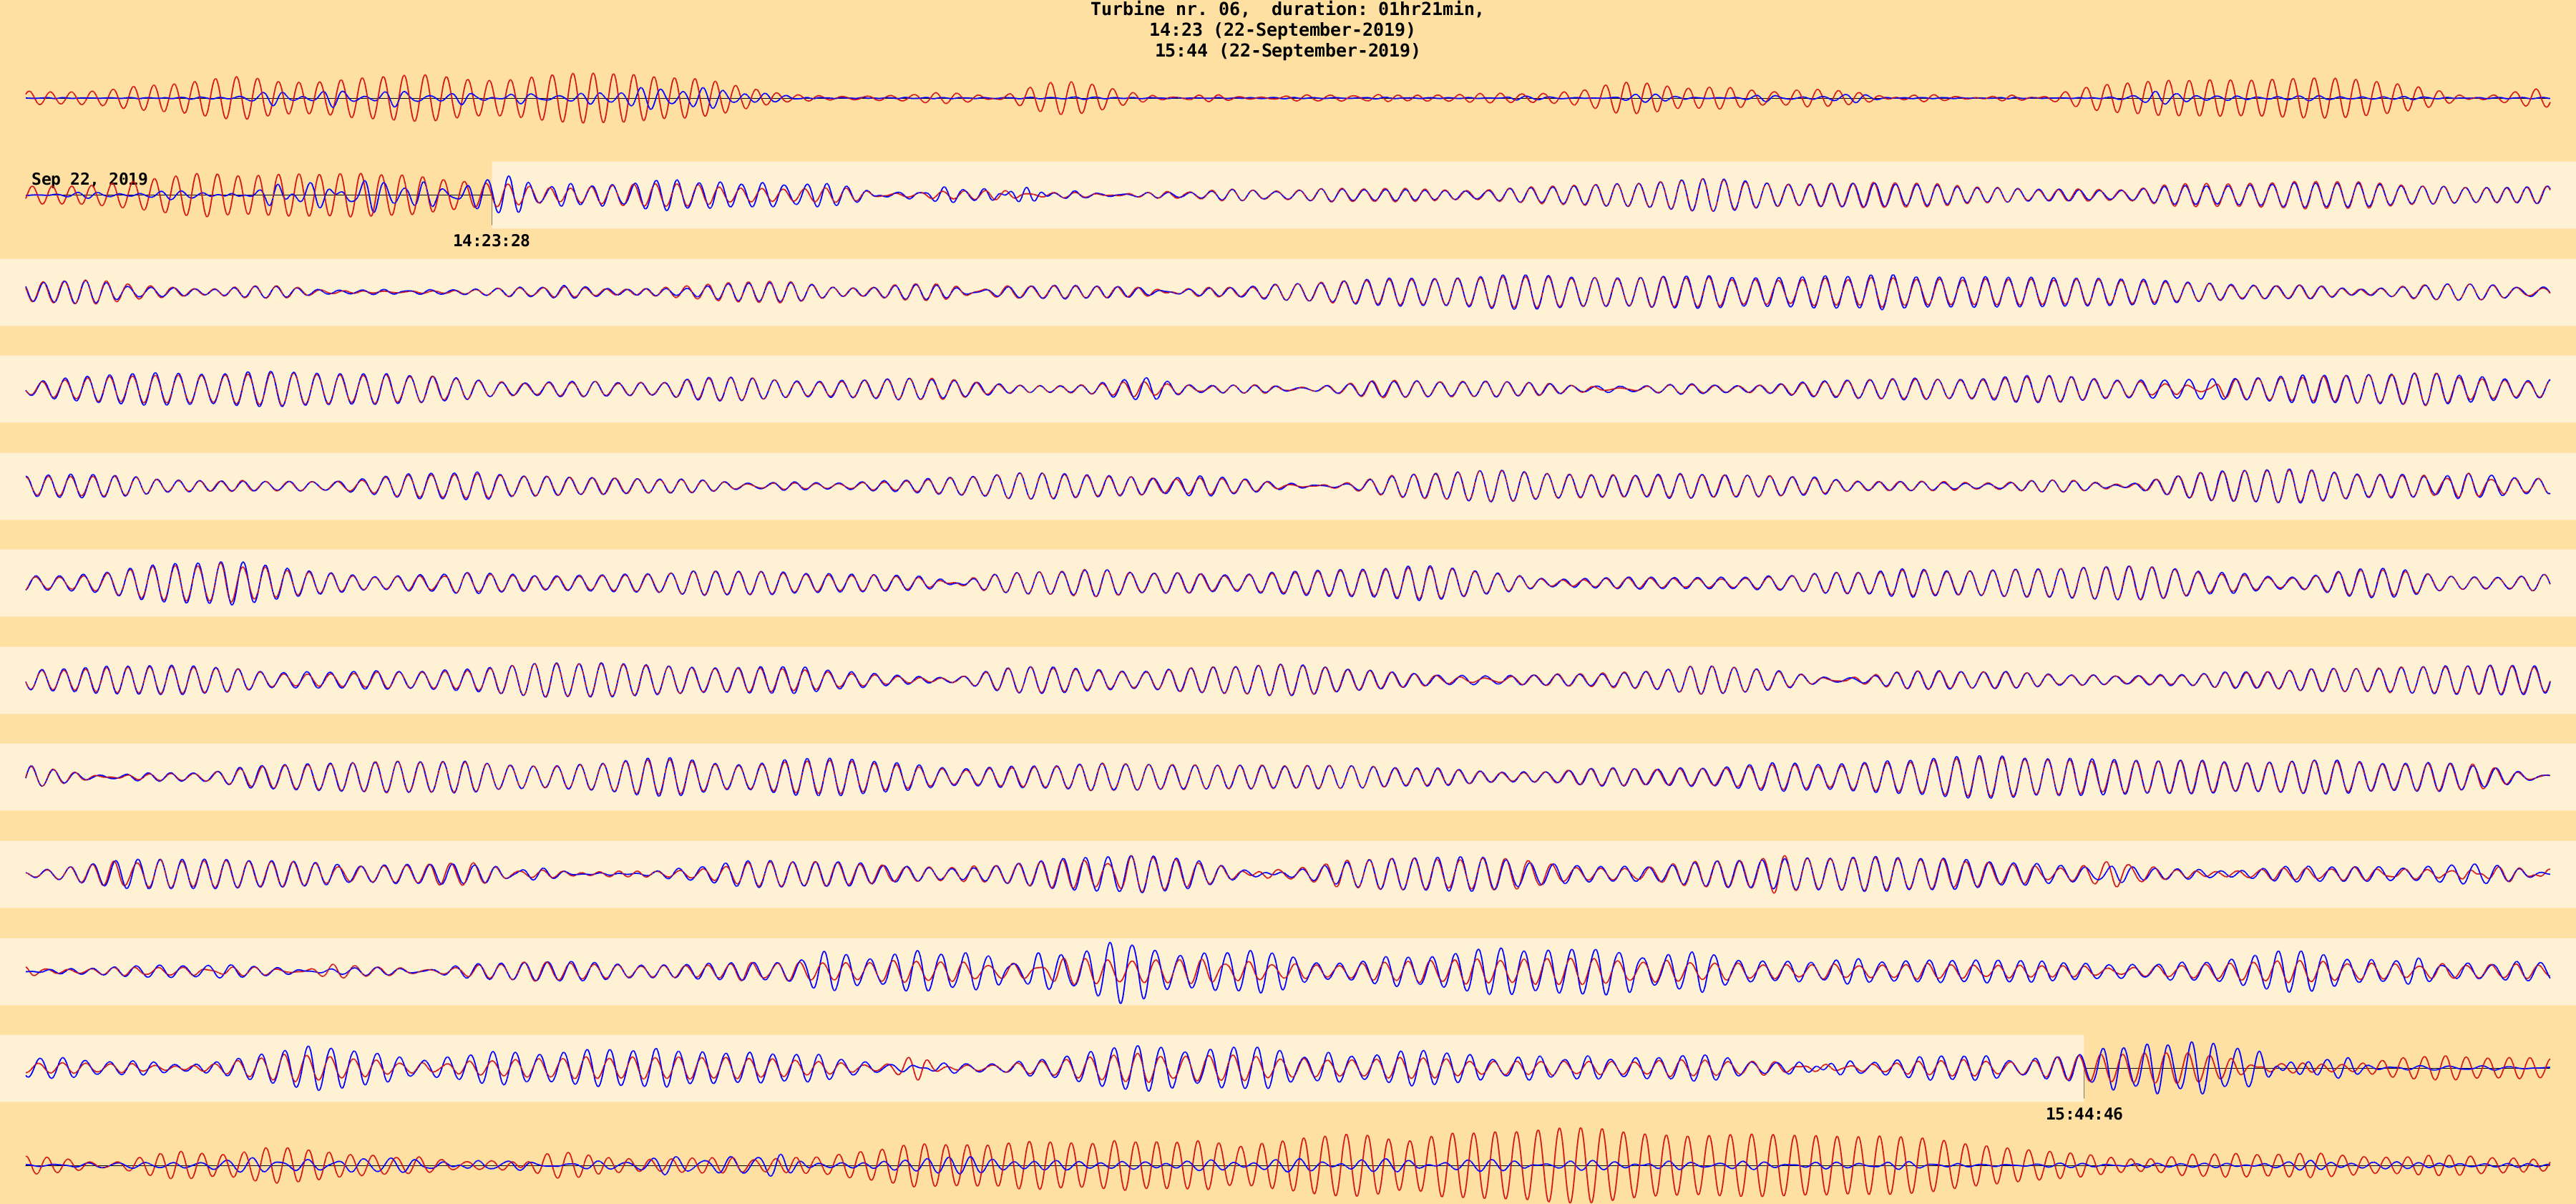 Turbine nr. 06,  duration: 01hr21min,
14:23 (22-September-2019)
15:44 (22-September-2019)
Sep 22, 2019
14:23:28
15:44:46